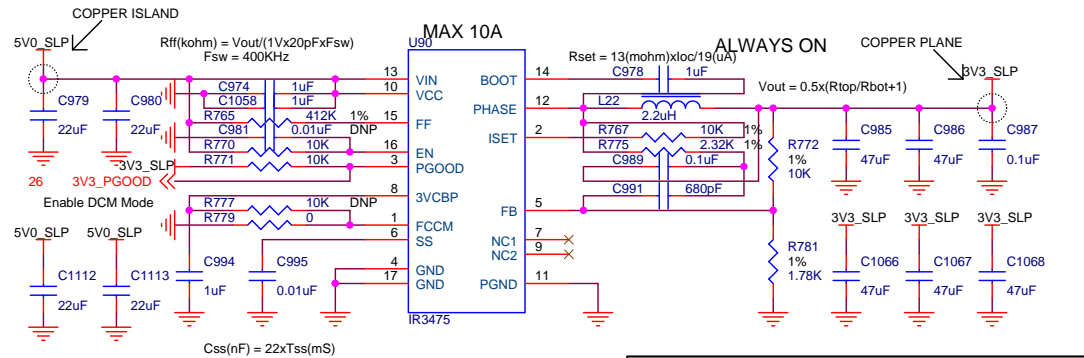 COPPER ISLAND
5V0_SLP
Rff(kohm) = Vout/(1Vx20pFxFsw)
Fsw = 400KHz
MAX 10A
U90
Rset = 13(mohm)xIoc/19(uA)
ALWAYS ON
COPPER PLANE
3V3_SLP
Vout = 0.5x(Rtop/Rbot+1)
C979
22uF
C980
22uF
C974
1uF
C1058
1uF
R765
412K
1%
C981
0.01uF
DNP
R770
10K
3V3_SLP
R771
10K
26
3V3_PGOOD
Enable DCM Mode
R777
10K
DNP
R779
0
13
VIN
10
VCC
15
FF
16
EN
3
PGOOD
8
3VCBP
1
FCCM
6
SS
4
GND
17
GND
BOOT
14
PHASE
12
ISET
2
FB
5
NC1
7
NC2
9
PGND
11
IR3475
C978
1uF
L22
2.2uH
R767
10K
1%
R775
2.32K
1%
C989
0.1uF
C991
680pF
R772
1%
10K
C985
47uF
C986
47uF
C987
0.1uF
R781
1%
1.78K
3V3_SLP
3V3_SLP
3V3_SLP
C1066
47uF
C1067
47uF
C1068
47uF
5V0_SLP
5V0_SLP
C1112
22uF
C1113
22uF
C994
1uF
C995
0.01uF
Css(nF) = 22xTss(mS)